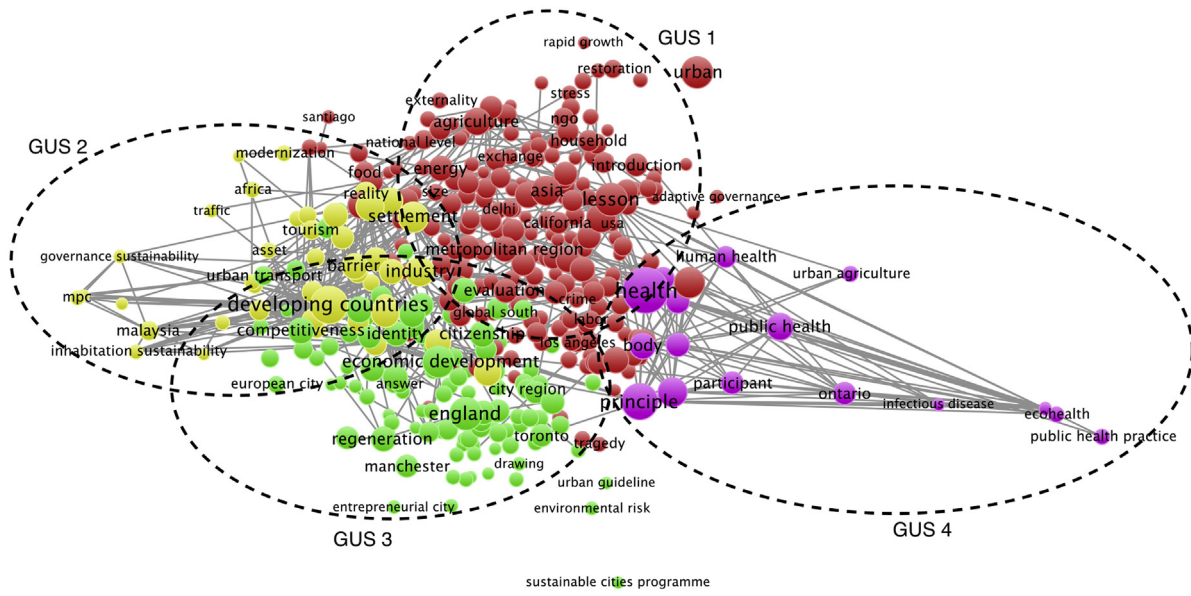 rapid growth
GUS 1
restoration
urban
stress
externality
santiago
agriculture
ngo
GUS 2
national level
household
modernization
exchange
introduction
food
energy
africa
reality
size
asia
lesson
adaptive governance
traffic
settlement
delhi
california
usa
tourism
asset
metropolitan region
governance sustainability
human health
urban transport
barrier
industry
urban agriculture
mpc
evaluation
health
crime
developing countries
global south
labor
malaysia
competitiveness
identity
citizenship
public health
inhabitation sustainability
los angeles
body
economic development
european city
answer
city region
participant
ontario
principle
infectious disease
england
ecohealth
regeneration
toronto
tragedy
public health practice
manchester
drawing
urban guideline
entrepreneurial city
environmental risk
GUS 4
GUS 3
sustainable cities programme